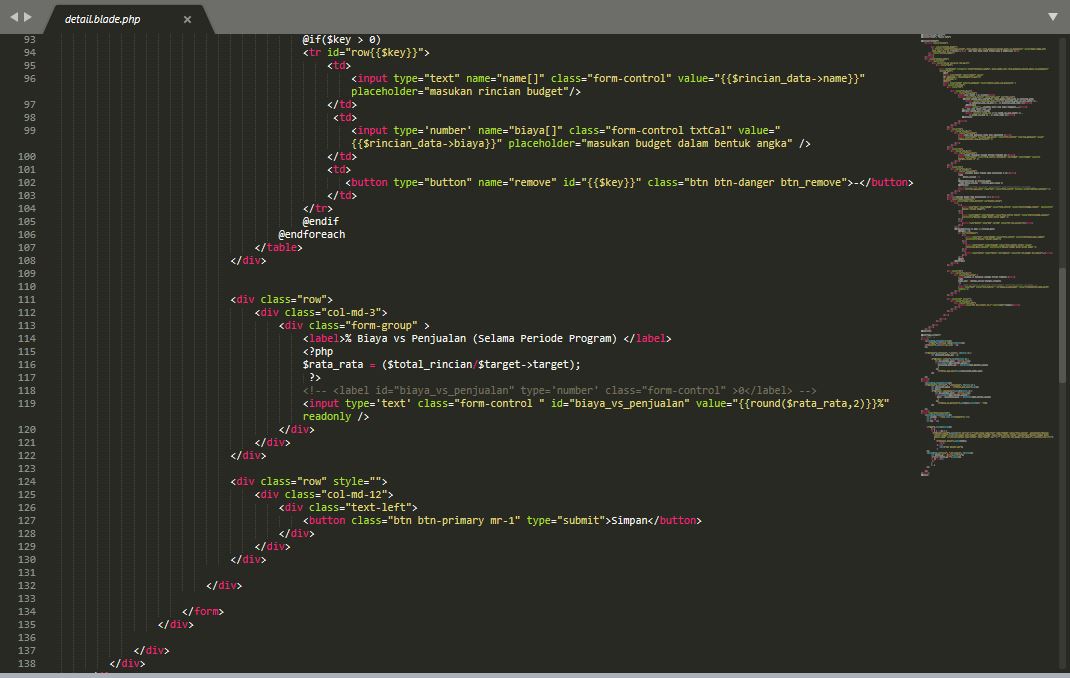 detail.blade.php ×
93 @if($key > 0)
94 <tr id="row{{$key}}">
95 <td>
96 <input type="text" name="name[]" class="form-control" value="{{$rincian_data->name}}"
placeholder="masukan rincian budget"/>
97 </td>
98 <td>
99 <input type='number' name="biaya[]" class="form-control txtCal" value="
{{$rincian_data->biaya}}" placeholder="masukan budget dalam bentuk angka" />
100 </td>
101 <td>
102 <button type="button" name="remove" id="{{$key}}" class="btn btn-danger btn_remove">-</button>
103 </td>
104 </tr>
105 @endif
106 @endforeach
107 </table>
108 </div>
109
110
111 <div class="row">
112 <div class="col-md-3">
113 <div class="form-group" >
114 <label>% Biaya vs Penjualan (Selama Periode Program) </label>
115 <?php
116 $rata_rata = ($total_rincian/$target->target);
117 ?>
118 <!-- <label id="biaya_vs_penjualan" type='number' class="form-control" >0</label> -->
119 <input type='text' class="form-control " id="biaya_vs_penjualan" value="{{round($rata_rata,2)}}%"
readonly />
120 </div>
121 </div>
122 </div>
123
124 <div class="row" style="">
125 <div class="col-md-12">
126 <div class="text-left">
127 <button class="btn btn-primary mr-1" type="submit">Simpan</button>
128 </div>
129 </div>
130 </div>
131
132 </div>
133
134 </form>
135 </div>
136
137 </div>
138 </div>